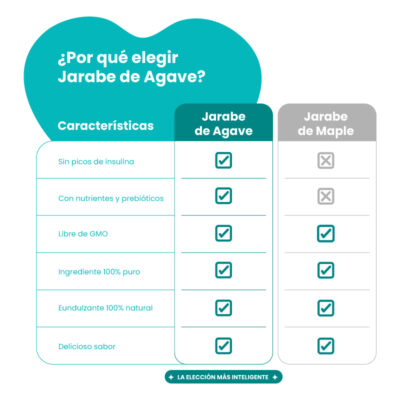 ¿Por qué elegir
Jarabe de Agave?
Características
Jarabe
de Agave
Jarabe
de Maple
Sin picos de insulina
Con nutrientes y prebióticos
Libre de GMO
Ingrediente 100% puro
Eundulzante 100% natural
Delicioso sabor
LA ELECCIÓN MÁS INTELIGENTE